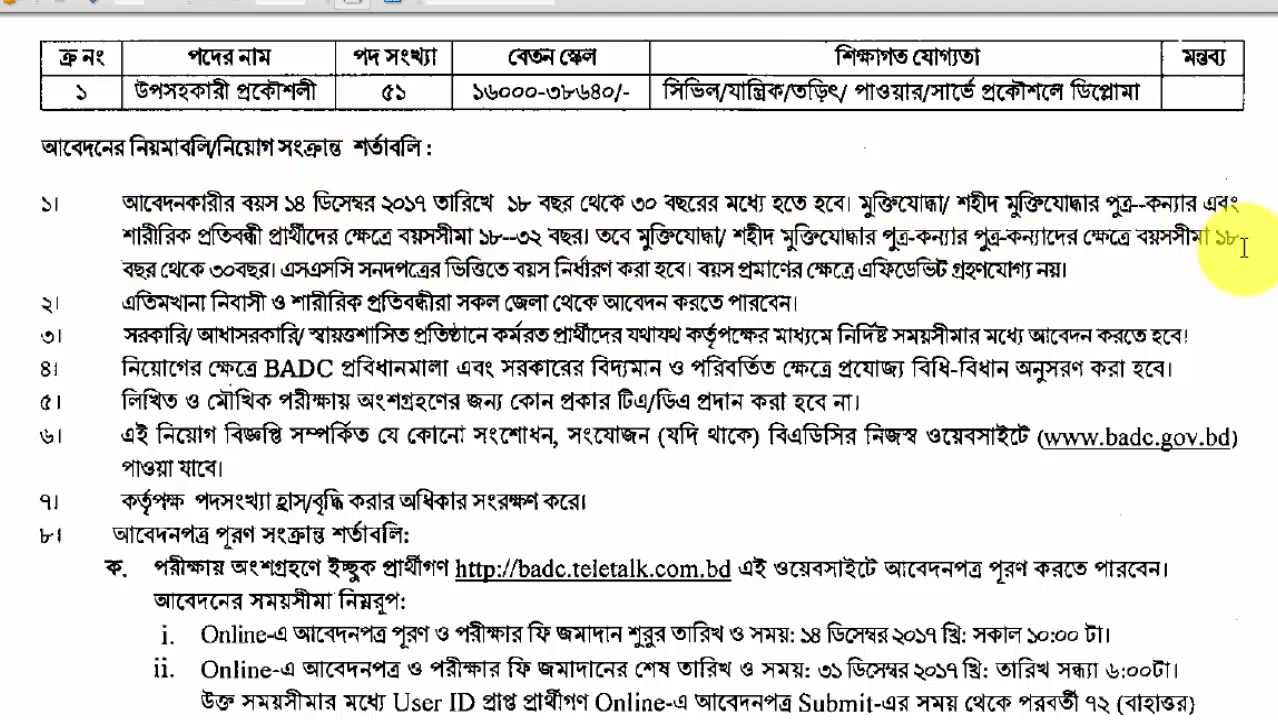 ক্র নং পদের নাম পদ সংখ্যা বেতন স্কেল শিক্ষাগত যোগ্যতা মন্তব্য
১ উপসহকারী প্রকৌশলী ৫১ ১৬০০০-৩৮৬৪০/- সিভিল/যান্ত্রিক/তড়িৎ/ পাওয়ার/সার্ভে প্রকৌশলে ডিপ্লোমা
আবেদনের নিয়মাবলি/নিয়োগ সংক্রান্ত শর্তাবলি :
১। আবেদনকারীর বয়স ১৪ ডিসেম্বর ২০১৭ তারিখে ১৮ বছর থেকে ৩০ বছরের মধ্যে হতে হবে। মুক্তিযোদ্ধা/ শহীদ মুক্তিযোদ্ধার পুত্র--কন্যার এবং
শারীরিক প্রতিবন্ধী প্রার্থীদের ক্ষেত্রে বয়সসীমা ১৮--৩২ বছর। তবে মুক্তিযোদ্ধা/ শহীদ মুক্তিযোদ্ধার পুত্র-কন্যার পুত্র-কন্যাদের ক্ষেত্রে বয়সসীমা ১৮
বছর থেকে ৩০বছর। এসএসসি সনদপত্রের ভিত্তিতে বয়স নির্ধারণ করা হবে। বয়স প্রমাণের ক্ষেত্রে এফিডেভিট গ্রহণযোগ্য নয়।
২। এতিমখানা নিবাসী ও শারীরিক প্রতিবন্ধীরা সকল জেলা থেকে আবেদন করতে পারবেন।
৩। সরকারি/ আধাসরকারি/ স্বায়ত্তশাসিত প্রতিষ্ঠানে কর্মরত প্রার্থীদের যথাযথ কর্তৃপক্ষের মাধ্যমে নির্দিষ্ট সময়সীমার মধ্যে আবেদন করতে হবে।
৪। নিয়োগের ক্ষেত্রে BADC প্রবিধানমালা এবং সরকারের বিদ্যমান ও পরিবর্তিত ক্ষেত্রে প্রযোজ্য বিধি-বিধান অনুসরণ করা হবে।
৫। লিখিত ও মৌখিক পরীক্ষায় অংশগ্রহণের জন্য কোন প্রকার টিএ/ডিএ প্রদান করা হবে না।
৬। এই নিয়োগ বিজ্ঞপ্তি সম্পর্কিত যে কোনো সংশোধন, সংযোজন (যদি থাকে) বিএডিসির নিজস্ব ওয়েবসাইটে (www.badc.gov.bd)
পাওয়া যাবে।
৭। কর্তৃপক্ষ পদসংখ্যা হ্রাস/বৃদ্ধি করার অধিকার সংরক্ষণ করে।
৮। আবেদনপত্র পূরণ সংক্রান্ত শর্তাবলি:
ক. পরীক্ষায় অংশগ্রহণে ইচ্ছুক প্রার্থীগণ http://badc.teletalk.com.bd এই ওয়েবসাইটে আবেদনপত্র পূরণ করতে পারবেন।
আবেদনের সময়সীমা নিম্নরূপ:
i. Online-এ আবেদনপত্র পূরণ ও পরীক্ষার ফি জমাদান শুরুর তারিখ ও সময়: ১৪ ডিসেম্বর ২০১৭ খ্রি: সকাল ১০:০০ টা।
ii. Online-এ আবেদনপত্র ও পরীক্ষার ফি জমাদানের শেষ তারিখ ও সময়: ৩১ ডিসেম্বর ২০১৭ খ্রি: তারিখ সন্ধ্যা ৬:০০টা।
উক্ত সময়সীমার মধ্যে User ID প্রাপ্ত প্রার্থীগণ Online-এ আবেদনপত্র Submit-এর সময় থেকে পরবর্তী ৭২ (বাহাত্তর)